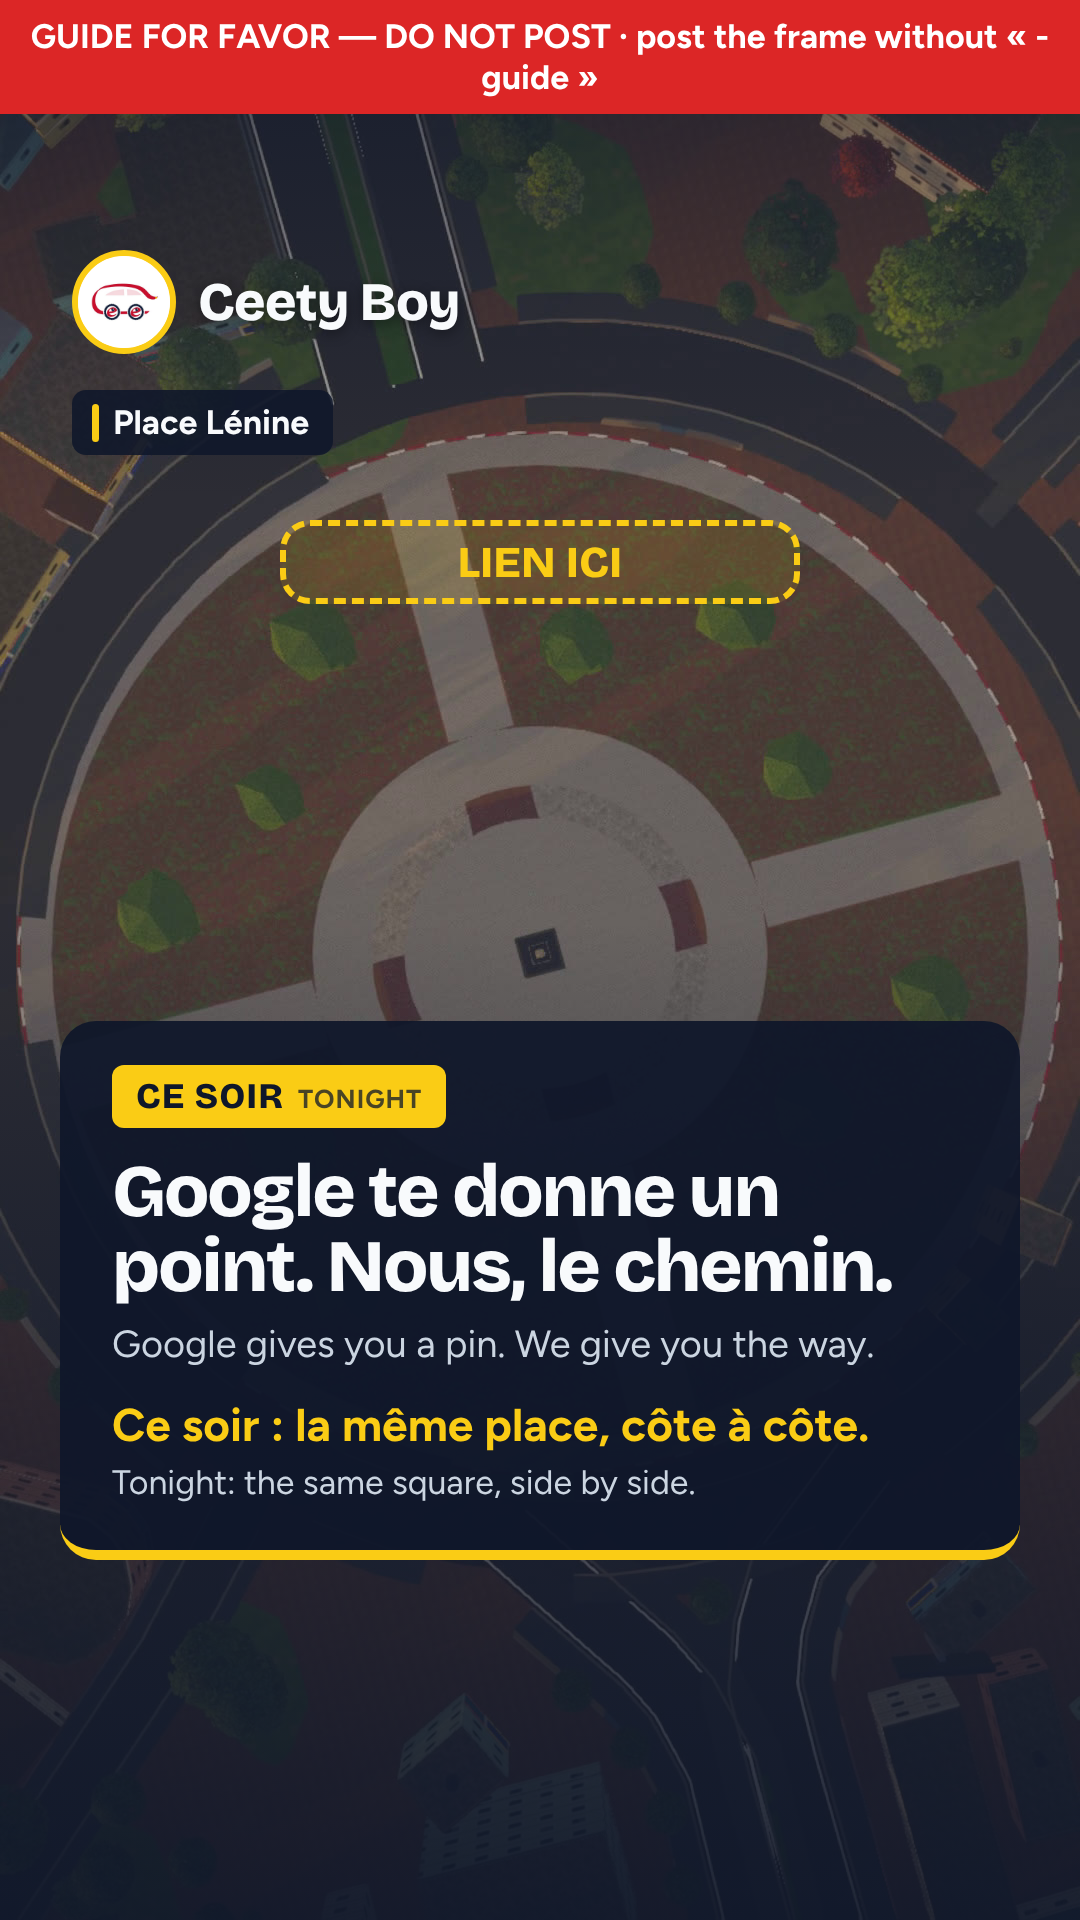 GUIDE FOR FAVOR — DO NOT POST · post the frame without « -
guide »
Ceety Boy
Place Lénine
LIEN ICI
CE SOIR TONIGHT
Google te donne un
point. Nous, le chemin.
Google gives you a pin. We give you the way.
Ce soir : la même place, côte à côte.
Tonight: the same square, side by side.